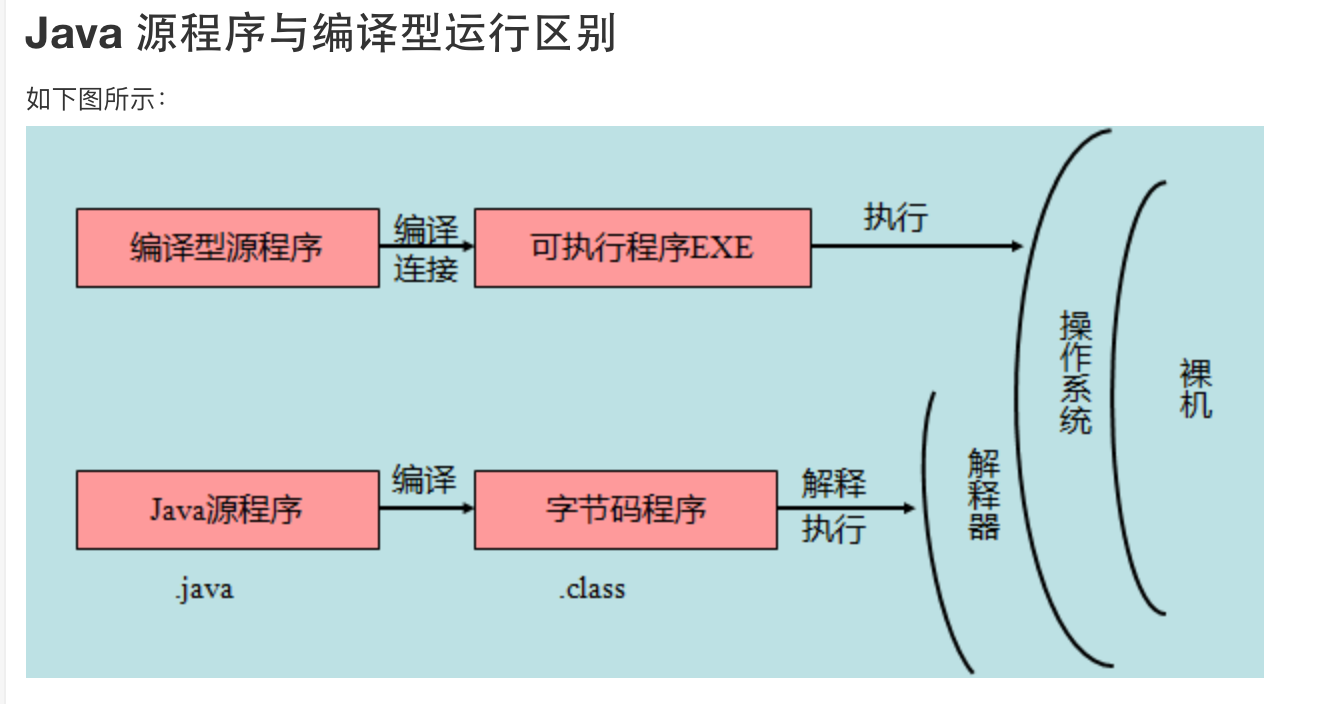 Java 源程序与编译型运行区别
如下图所示：
编译型源程序
编译
连接
可执行程序EXE
执行
操作系统
裸机
Java源程序
编译
字节码程序
解释
执行
解释器
.java
.class